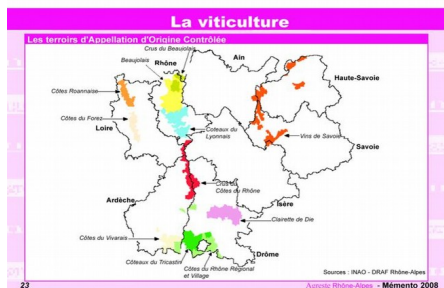 La viticulture
Les terroirs d'Appellation d'Origine Contrôlée
Crus du Beaujolais
Beaujolais
Rhône
Ain
Haute-Savoie
Côtes Roannaise
Côtes du Forez
Loire
Coteaux du
Lyonnais
Vins de Savoie
Savoie
Crus du
Côtes du Rhône
Isère
Ardèche
Clairette de Die
Côtes du Vivarais
Coteaux du Tricastin
Côtes du Rhône Régional
et Village
Drôme
Sources : INAO - DRAF Rhône-Alpes
23
Agreste Rhône-Alpes - Mémento 2008